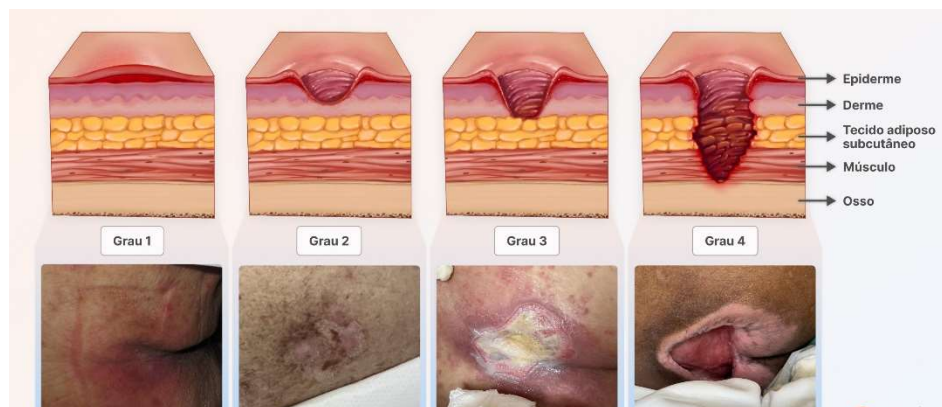 Epiderme
Derme
Tecido adiposo
subcutâneo
Músculo
Osso
Grau 1
Grau 2
Grau 3
Grau 4